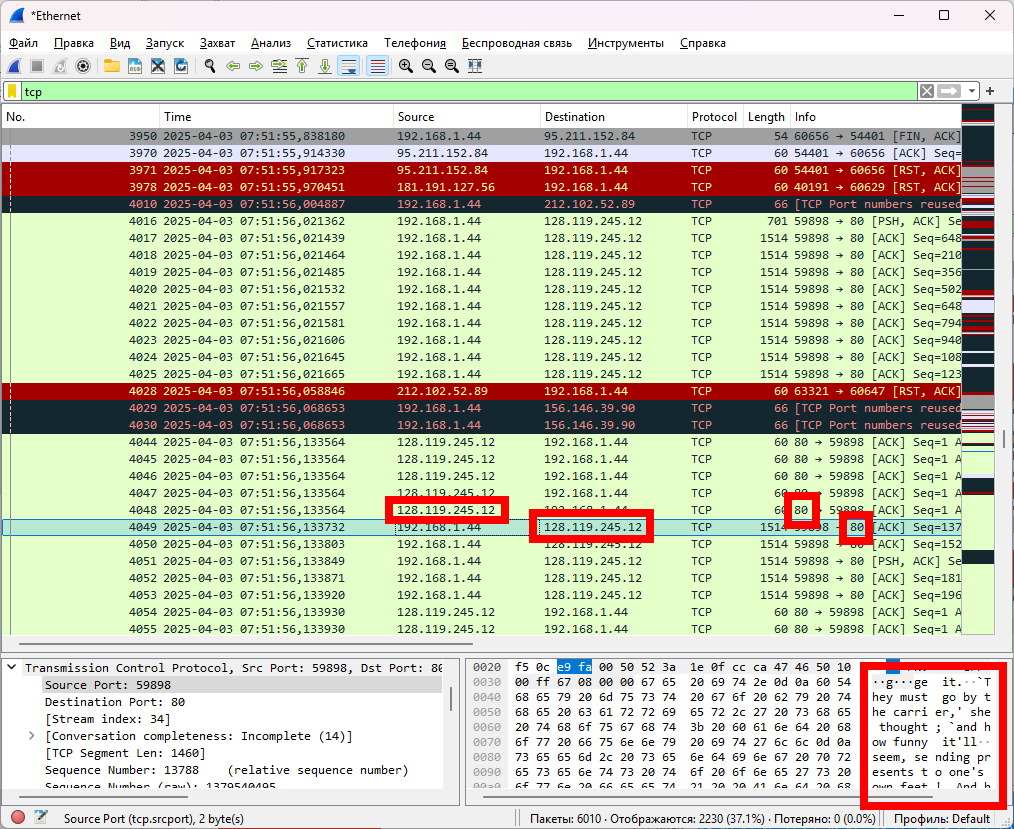 *Ethernet
Файл Правка Вид Запуск Захват Анализ Статистика Телефония Беспроводная связь Инструменты Справка
tcp
No. Time Source Destination Protocol Length Info
3950 2025-04-03 07:51:55,838180 192.168.1.44 95.211.152.84 TCP 54 60656 → 54401 [FIN, ACK]
3970 2025-04-03 07:51:55,914330 95.211.152.84 192.168.1.44 TCP 60 54401 → 60656 [ACK] Seq=
3971 2025-04-03 07:51:55,917323 95.211.152.84 192.168.1.44 TCP 60 54401 → 60656 [RST, ACK]
3978 2025-04-03 07:51:55,970451 181.191.127.56 192.168.1.44 TCP 60 40191 → 60629 [RST, ACK]
4010 2025-04-03 07:51:56,004887 192.168.1.44 212.102.52.89 TCP 66 [TCP Port numbers reused
4016 2025-04-03 07:51:56,021362 192.168.1.44 128.119.245.12 TCP 701 59898 → 80 [PSH, ACK] Se
4017 2025-04-03 07:51:56,021439 192.168.1.44 128.119.245.12 TCP 1514 59898 → 80 [ACK] Seq=648
4018 2025-04-03 07:51:56,021464 192.168.1.44 128.119.245.12 TCP 1514 59898 → 80 [ACK] Seq=210
4019 2025-04-03 07:51:56,021485 192.168.1.44 128.119.245.12 TCP 1514 59898 → 80 [ACK] Seq=356
4020 2025-04-03 07:51:56,021532 192.168.1.44 128.119.245.12 TCP 1514 59898 → 80 [ACK] Seq=502
4021 2025-04-03 07:51:56,021557 192.168.1.44 128.119.245.12 TCP 1514 59898 → 80 [ACK] Seq=648
4022 2025-04-03 07:51:56,021581 192.168.1.44 128.119.245.12 TCP 1514 59898 → 80 [ACK] Seq=794
4023 2025-04-03 07:51:56,021606 192.168.1.44 128.119.245.12 TCP 1514 59898 → 80 [ACK] Seq=940
4024 2025-04-03 07:51:56,021645 192.168.1.44 128.119.245.12 TCP 1514 59898 → 80 [ACK] Seq=108
4025 2025-04-03 07:51:56,021665 192.168.1.44 128.119.245.12 TCP 1514 59898 → 80 [ACK] Seq=123
4028 2025-04-03 07:51:56,058846 212.102.52.89 192.168.1.44 TCP 60 63321 → 60647 [RST, ACK]
4029 2025-04-03 07:51:56,068653 192.168.1.44 156.146.39.90 TCP 66 [TCP Port numbers reused
4030 2025-04-03 07:51:56,068653 192.168.1.44 156.146.39.90 TCP 66 [TCP Port numbers reused
4044 2025-04-03 07:51:56,133564 128.119.245.12 192.168.1.44 TCP 60 80 → 59898 [ACK] Seq=1 A
4045 2025-04-03 07:51:56,133564 128.119.245.12 192.168.1.44 TCP 60 80 → 59898 [ACK] Seq=1 A
4046 2025-04-03 07:51:56,133564 128.119.245.12 192.168.1.44 TCP 60 80 → 59898 [ACK] Seq=1 A
4047 2025-04-03 07:51:56,133564 128.119.245.12 192.168.1.44 TCP 60 80 → 59898 [ACK] Seq=1 A
4048 2025-04-03 07:51:56,133564 128.119.245.12 192.168.1.44 TCP 60 80 → 59898 [ACK] Seq=1 A
4049 2025-04-03 07:51:56,133732 192.168.1.44 128.119.245.12 TCP 1514 59898 → 80 [ACK] Seq=137
4050 2025-04-03 07:51:56,133803 192.168.1.44 128.119.245.12 TCP 1514 59898 → 80 [ACK] Seq=152
4051 2025-04-03 07:51:56,133849 192.168.1.44 128.119.245.12 TCP 1514 59898 → 80 [PSH, ACK] Se
4052 2025-04-03 07:51:56,133871 192.168.1.44 128.119.245.12 TCP 1514 59898 → 80 [ACK] Seq=181
4053 2025-04-03 07:51:56,133920 192.168.1.44 128.119.245.12 TCP 1514 59898 → 80 [ACK] Seq=196
4054 2025-04-03 07:51:56,133930 128.119.245.12 192.168.1.44 TCP 60 80 → 59898 [ACK] Seq=1 A
4055 2025-04-03 07:51:56,133930 128.119.245.12 192.168.1.44 TCP 60 80 → 59898 [ACK] Seq=1 A
Transmission Control Protocol, Src Port: 59898, Dst Port: 80
Source Port: 59898
Destination Port: 80
[Stream index: 34]
[Conversation completeness: Incomplete (14)]
[TCP Segment Len: 1460]
Sequence Number: 13788 (relative sequence number)
Sequence Number (raw): 1379540495
0020 f5 0c e9 fa 00 50 52 3a 1e 0f cc ca 47 46 50 10
0030 00 ff 67 08 00 00 67 65 20 69 74 2e 0d 0a 60 54 ··g···ge it.··`T
0040 68 65 79 20 6d 75 73 74 20 67 6f 20 62 79 20 74 hey must go by t
0050 68 65 20 63 61 72 72 69 65 72 2c 27 20 73 68 65 he carrier,' she
0060 20 74 68 6f 75 67 68 74 3b 20 60 61 6e 64 20 68 thought ; `and h
0070 6f 77 20 66 75 6e 6e 79 20 69 74 27 6c 6c 0d 0a ow funny it'll··
0080 73 65 65 6d 2c 20 73 65 6e 64 69 6e 67 20 70 72 seem, se nding pr
0090 65 73 65 6e 74 73 20 74 6f 20 6f 6e 65 27 73 20 esents t o one's
00a0 6f 77 6e 20 66 65 65 74 21 20 20 41 6e 64 20 68 own feet ! And h
Source Port (tcp.srcport), 2 byte(s)
Пакеты: 6010 · Отображаются: 2230 (37.1%) · Потеряно: 0 (0.0%)
Профиль: Default